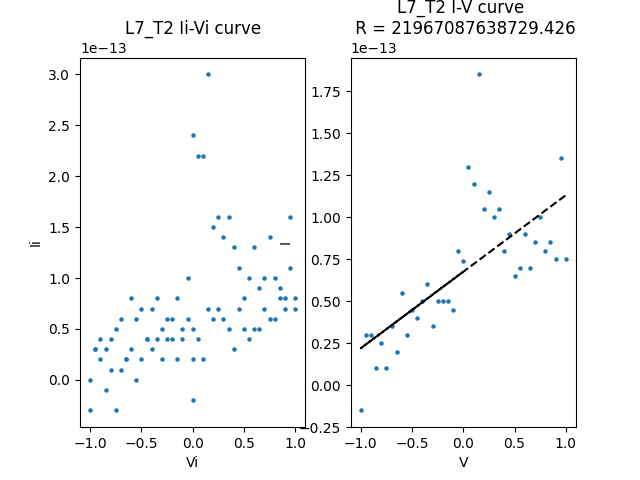 L7_T2 I-V curve
L7_T2 Ii-Vi curve
R = 21967087638729.426
1e−13
1e−13
3.0
2.5
2.0
1.5
1.0
0.5
0.0
Ii
−1.0 −0.5 0.0 0.5 1.0
Vi
1.75
1.50
1.25
1.00
0.75
0.50
0.25
0.00
−0.25
I
−1.0 −0.5 0.0 0.5 1.0
V